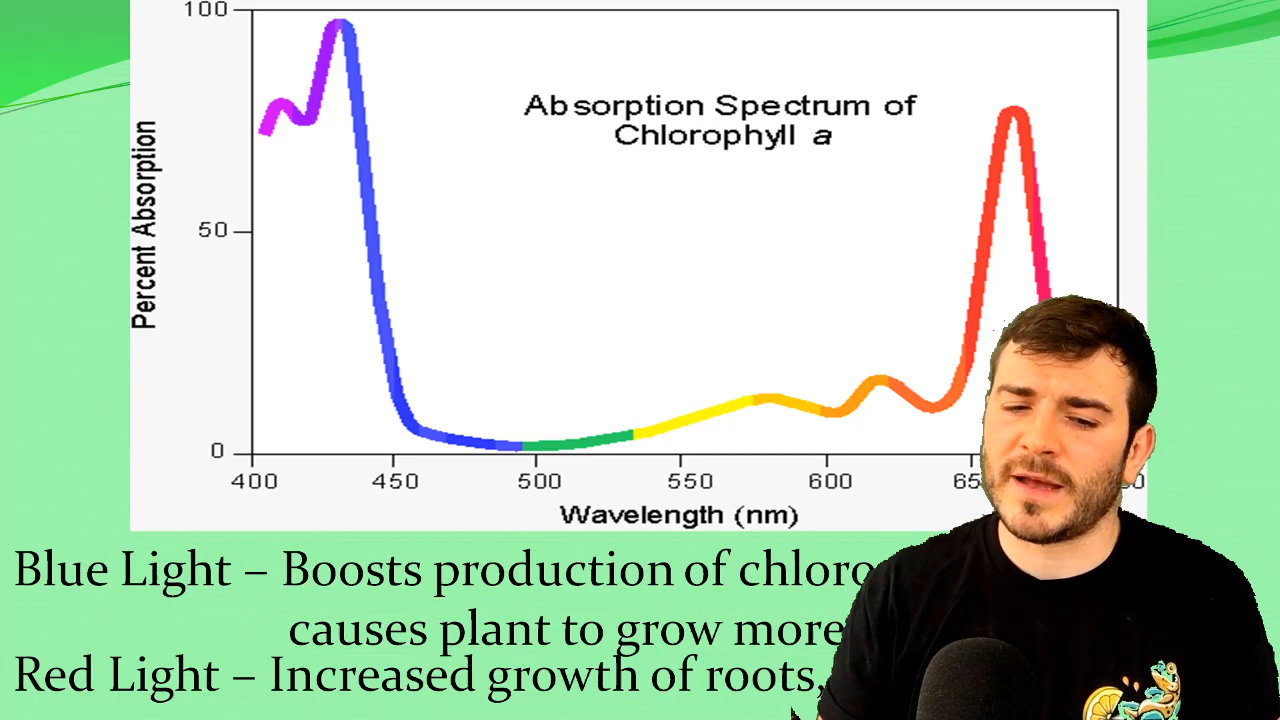 100
Absorption Spectrum of
Chlorophyll a
Percent Absorption
50
0
400 450 500 550 600
Wavelength (nm)
Blue Light – Boosts production of
causes plant to grow more
Red Light – Increased growth of roots,